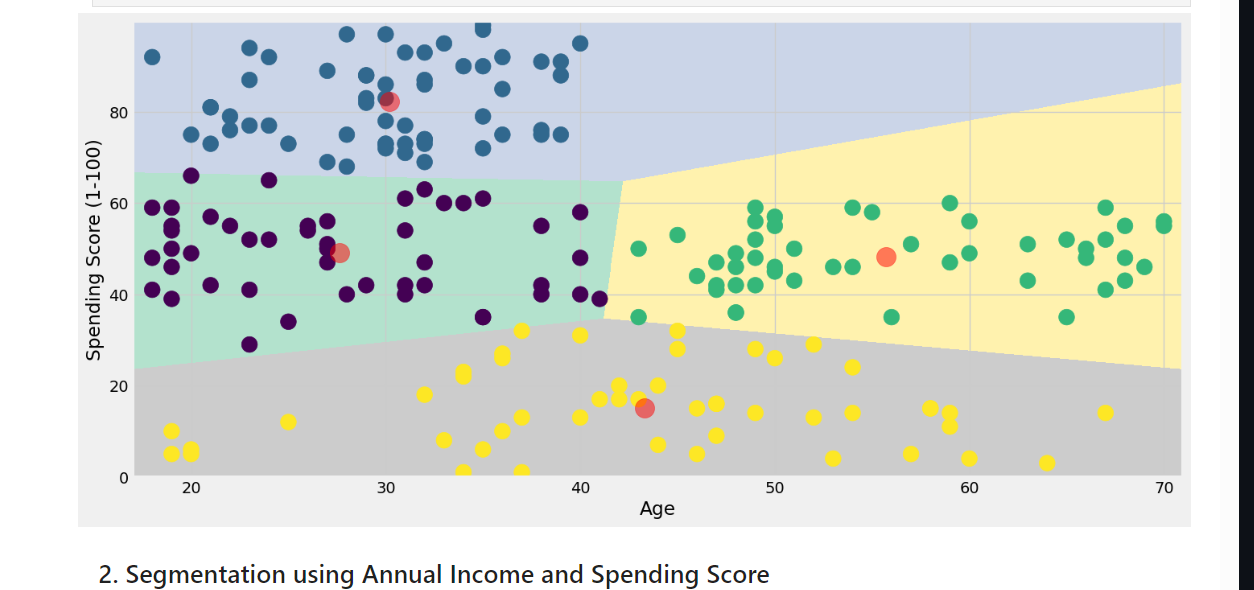 Spending Score (1-100)
80
60
40
20
0
20 30 40 50 60 70
Age
2. Segmentation using Annual Income and Spending Score